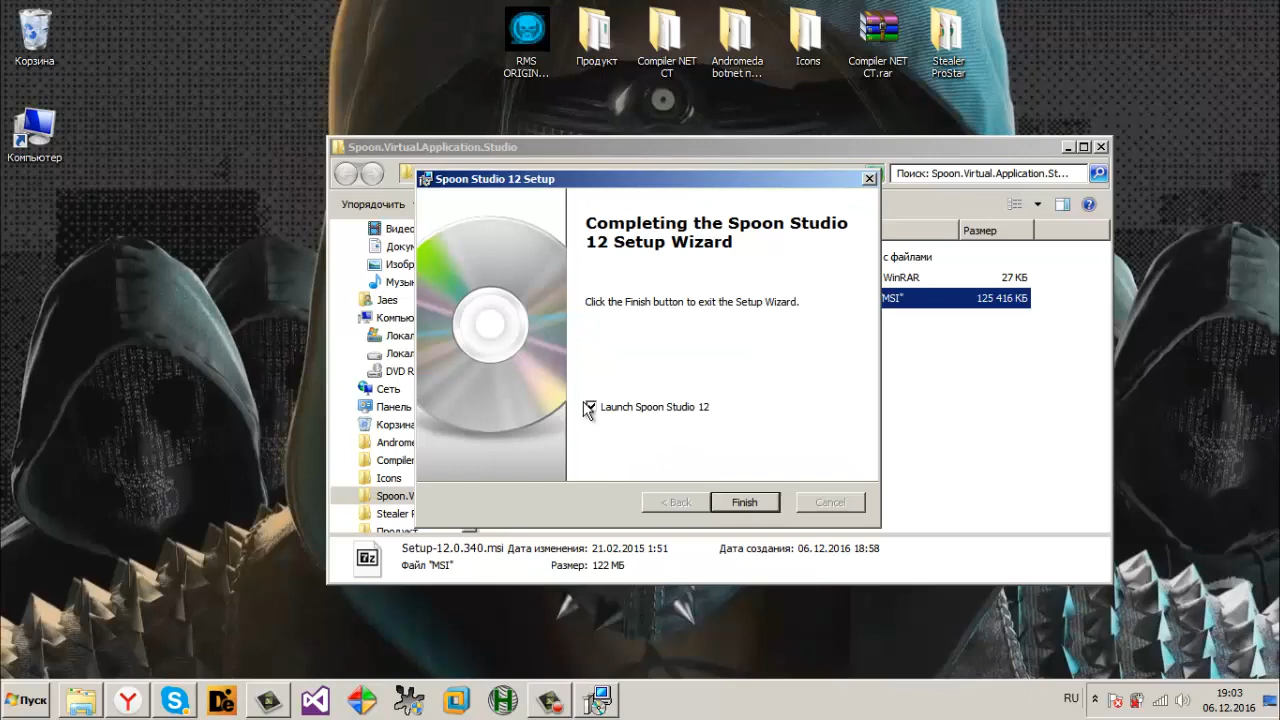 Корзина
Компьютер
RMS
ORIGIN...
Продукт
Compiler NET
CT
Andromeda
botnet n...
Icons
Compiler NET
CT.rar
Stealer
ProStar
Spoon.Virtual.Application.Studio
Поиск: Spoon.Virtual.Application.St...
Упорядочить
Spoon Studio 12 Setup
Completing the Spoon Studio
12 Setup Wizard
Click the Finish button to exit the Setup Wizard.
Launch Spoon Studio 12
< Back
Finish
Cancel
Размер
с файлами
WinRAR
27 КБ
MSI"
125 416 КБ
Видео
Докум
Изобр
Музык
Jaes
Компью
Локал
Локал
DVD R
Сеть
Панель
Корзина
Androme
Compiler
Icons
Spoon.V
Stealer P
Продукт
Setup-12.0.340.msi Дата изменения: 21.02.2015 1:51
Дата создания: 06.12.2016 18:58
Файл "MSI"
Размер: 122 МБ
Пуск
RU
19:03
06.12.2016